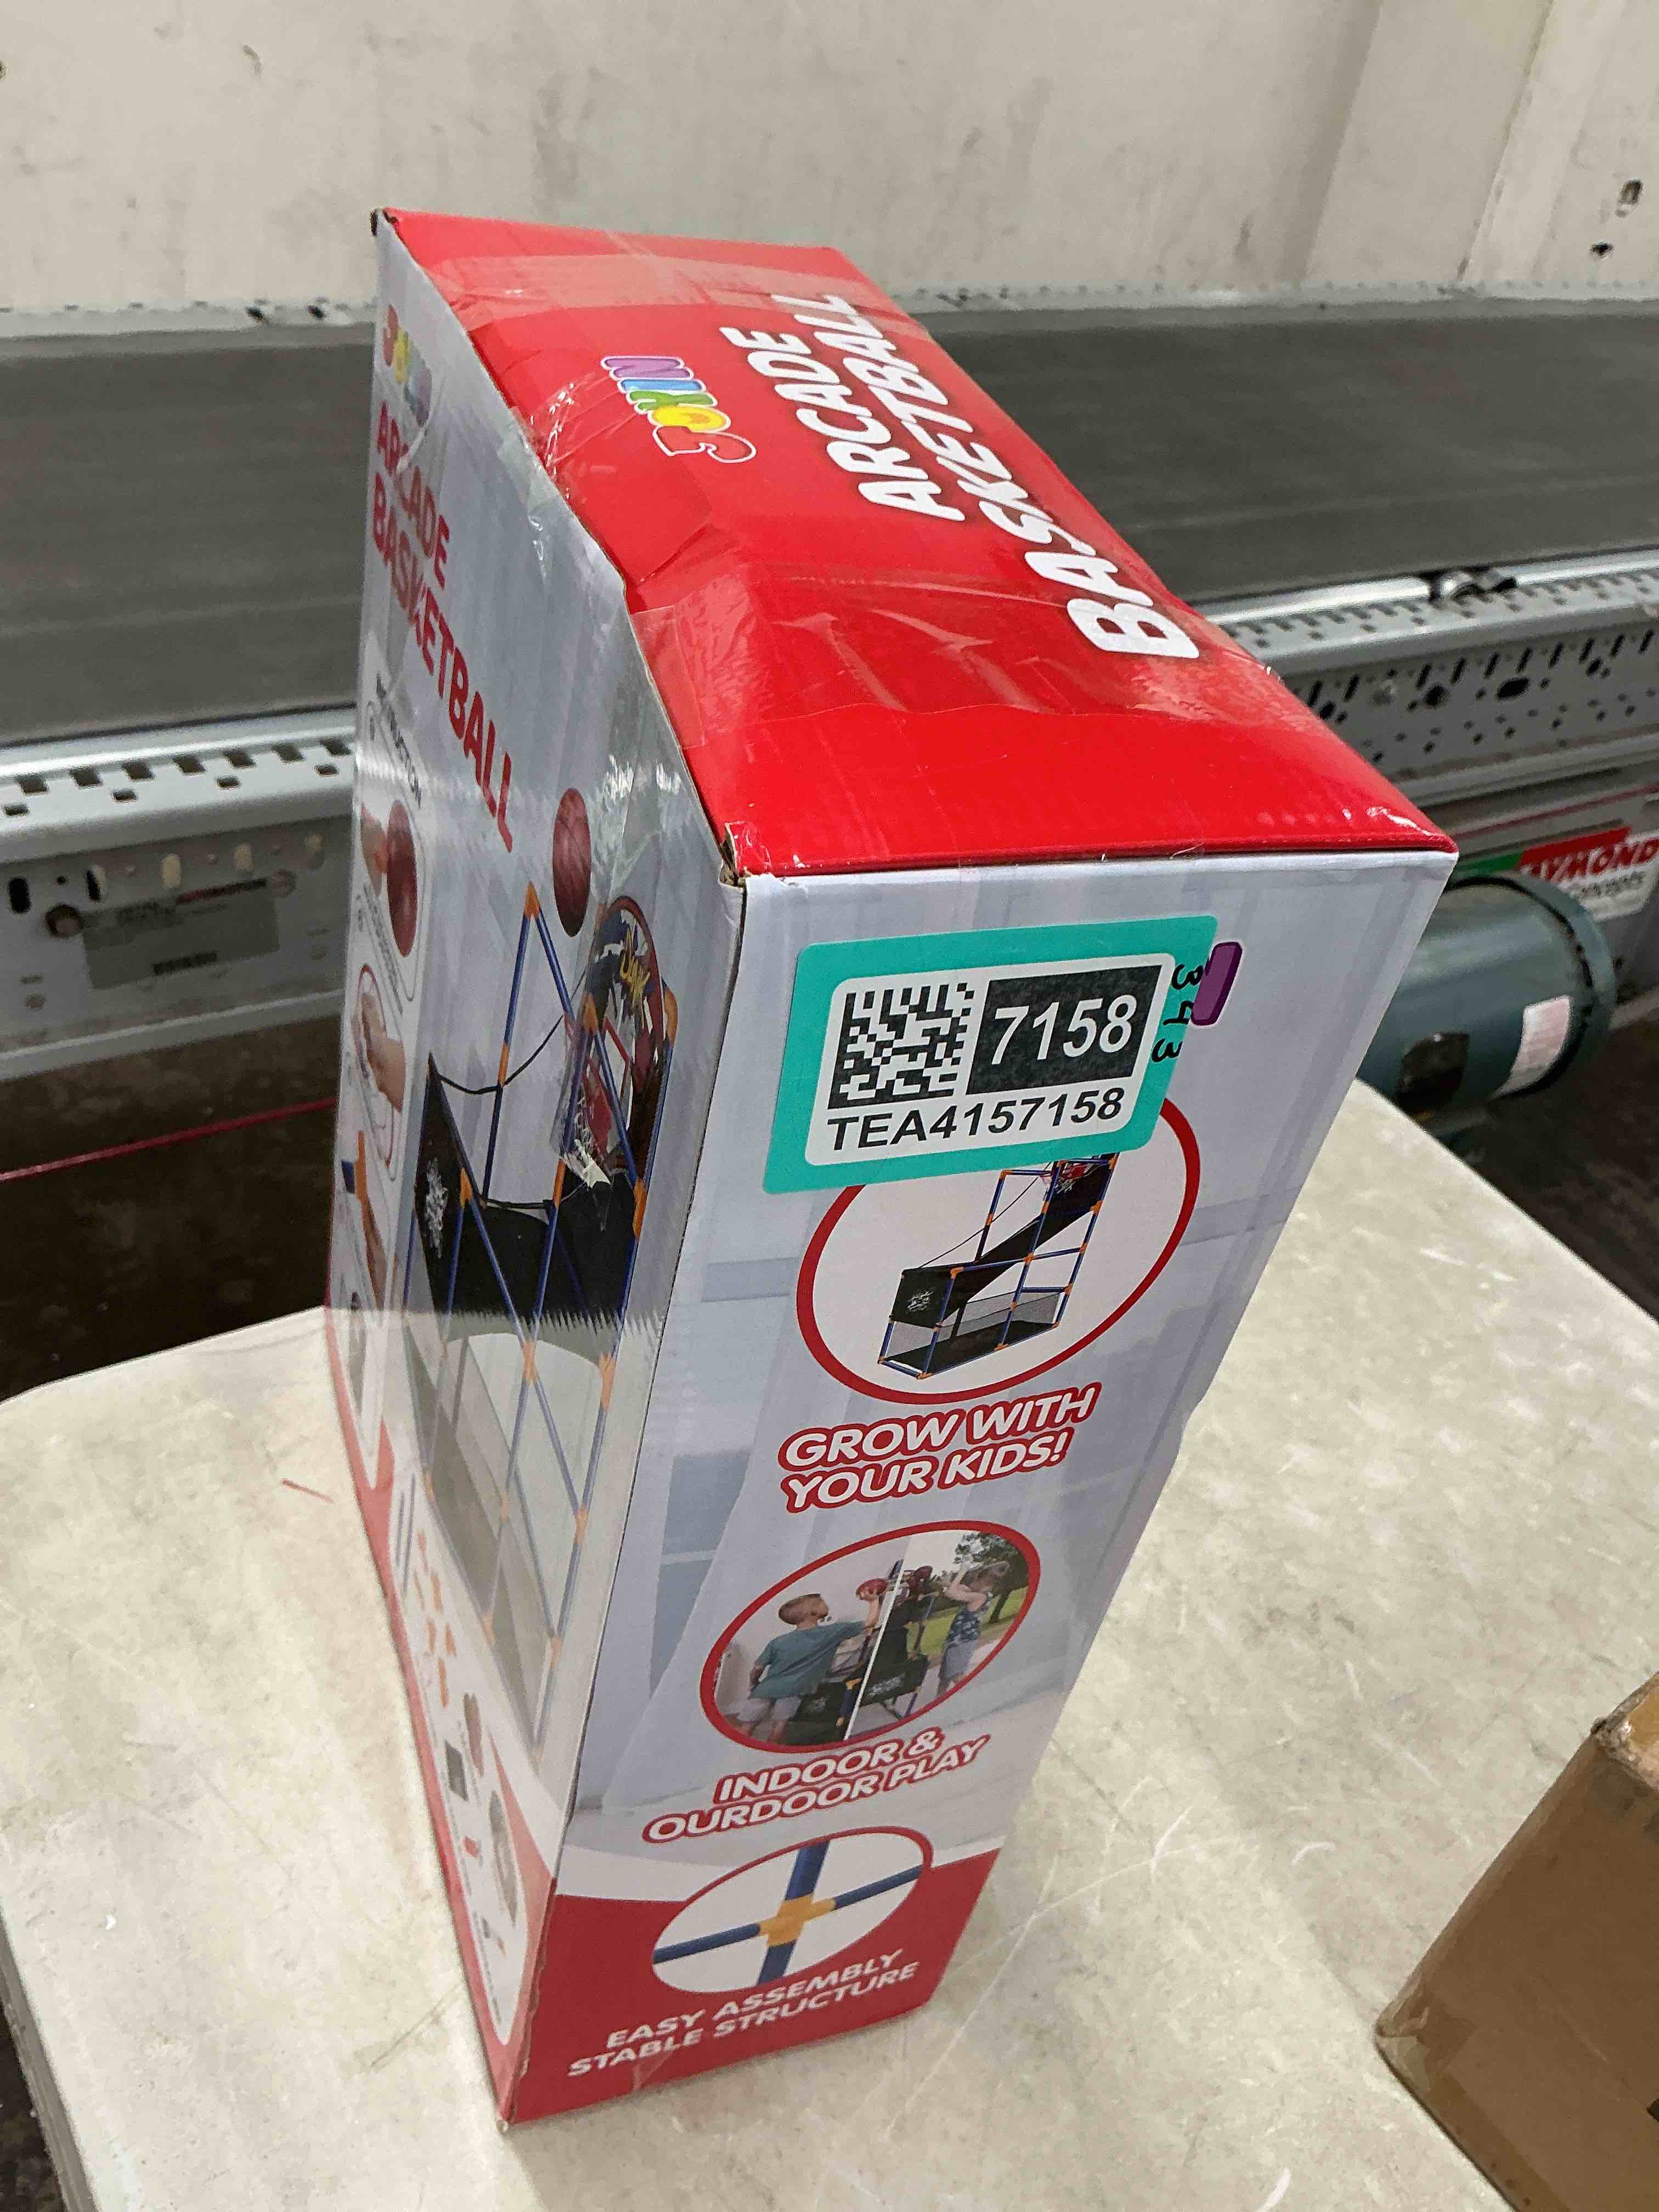 JOYIN
ARCADE
BASKETBALL
ARCADE
BASKETBALL
7158
TEA4157158
343
GROW WITH
YOUR KIDS!
INDOOR &
OURDOOR PLAY
EASY ASSEMBLY
STABLE STRUCTURE